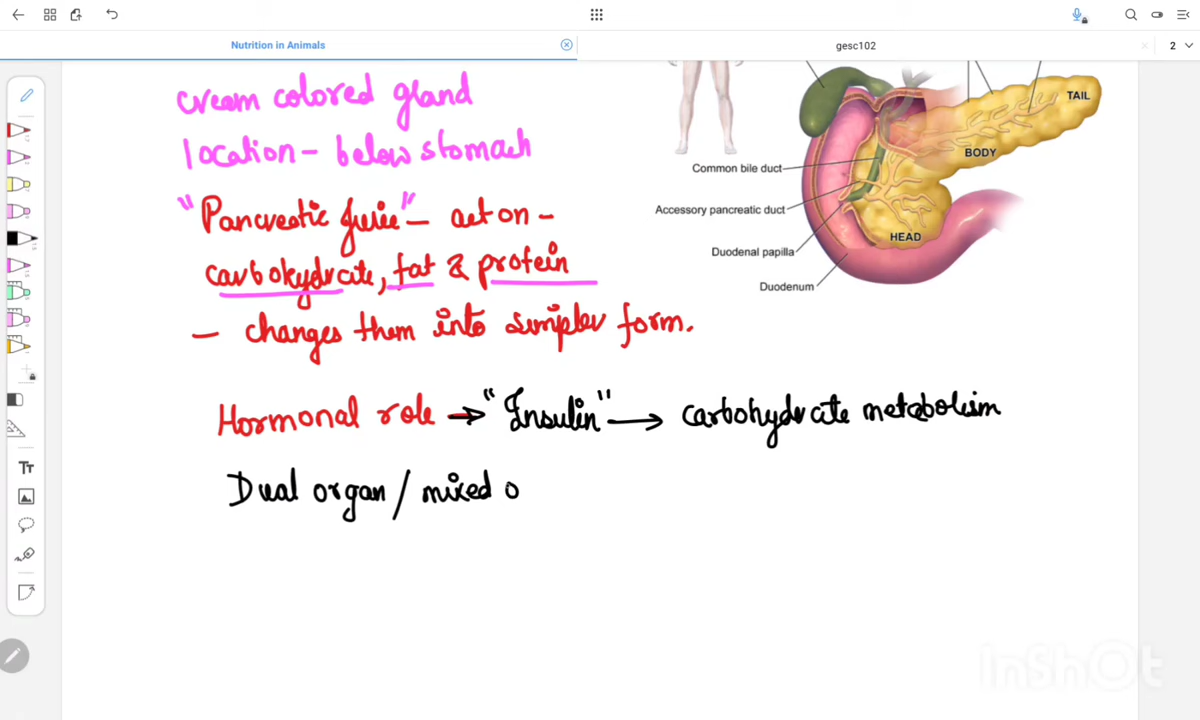 Nutrition in Animals
gesc102
2
cream colored gland
location - below stomach
"Pancreatic Juice" - act on -
carbohydrate, fat & protein
- changes them into simpler form.
Hormonal role → "Insulin" → carbohydrate metabolism
Dual organ / mixed o
TAIL
BODY
Common bile duct
Accessory pancreatic duct
HEAD
Duodenal papilla
Duodenum
Tт
InShOt